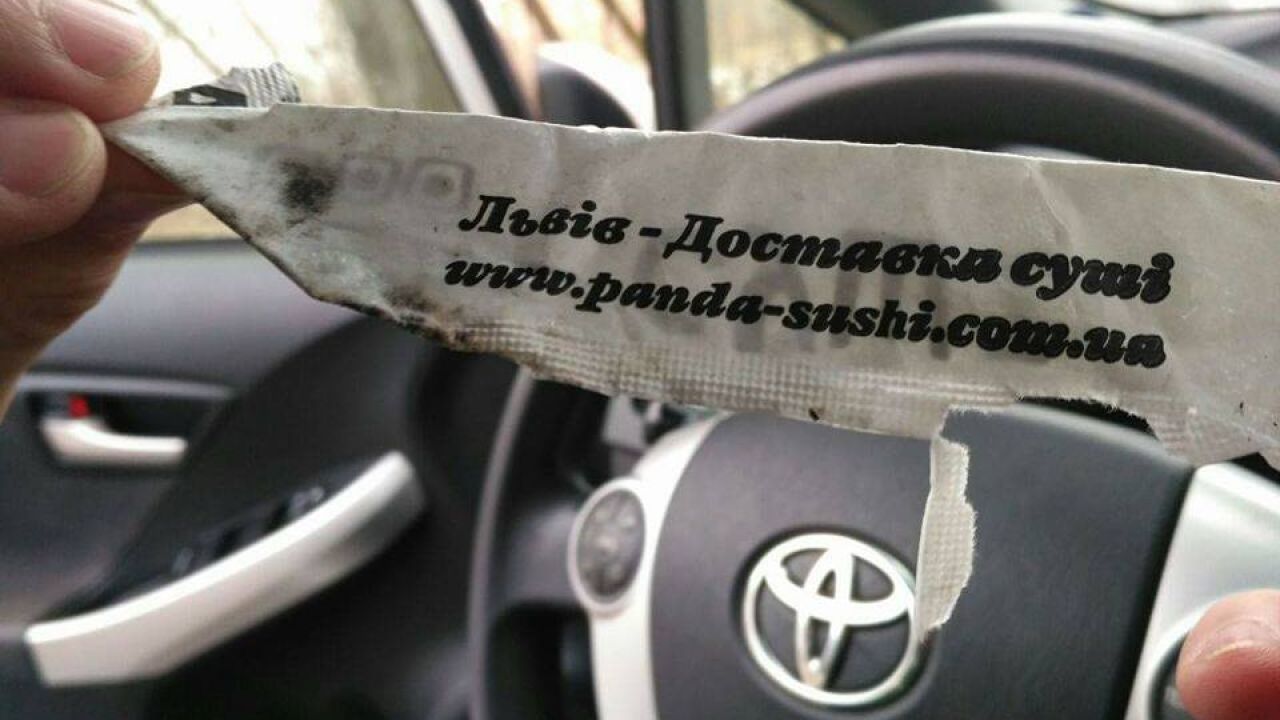 Львів - Доставка суші
www.panda-sushi.com.ua